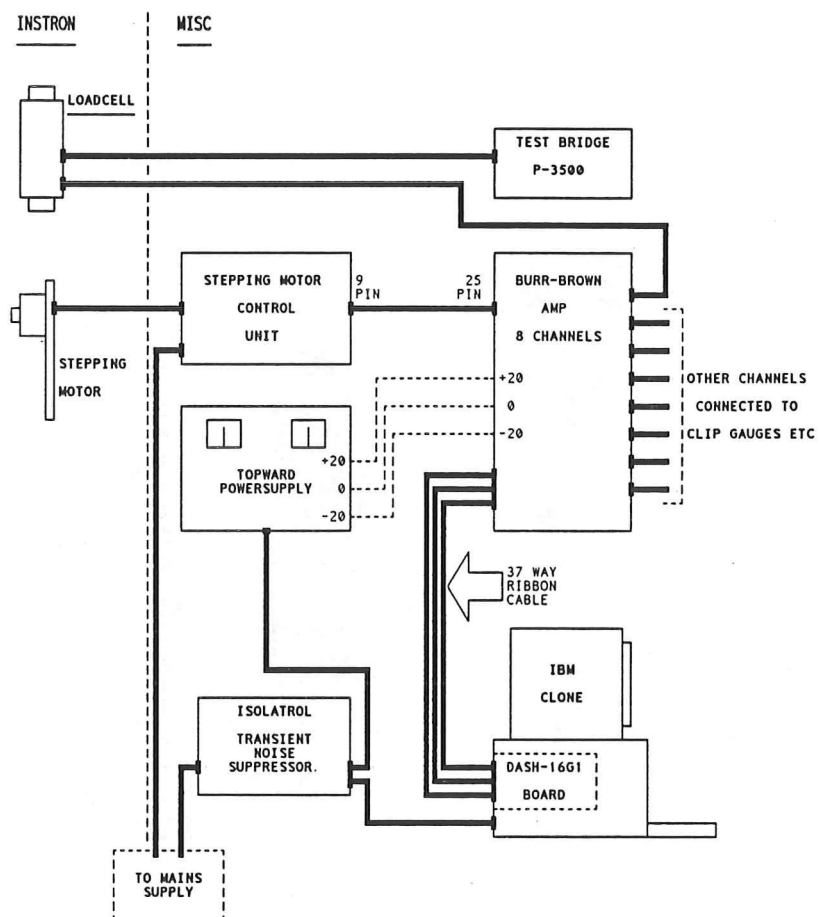 INSTRON
MISC
LOADCELL
TEST BRIDGE
P-3500
STEPPING MOTOR
CONTROL
UNIT
9
PIN
25
PIN
BURR-BROWN
AMP
8 CHANNELS
STEPPING
MOTOR
+20
0
-20
OTHER CHANNELS
CONNECTED TO
CLIP GAUGES ETC
TOPWARD
POWERSUPPLY
+20
0
-20
37 WAY
RIBBON
CABLE
IBM
CLONE
ISOLATROL
TRANSIENT
NOISE
SUPPRESSOR.
DASH-16G1
BOARD
TO MAINS
SUPPLY